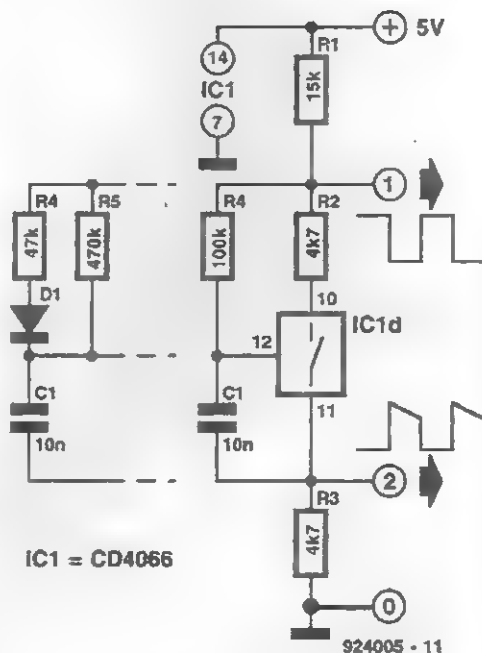 + 5V
R1
14
15k
IC1
7
1
R4
R5
R4
R2
47k
470k
100k
4k7
D1
10
IC1d
12
11
C1
10n
C1
10n
2
R3
4k7
IC1 = CD4066
0
924005 - 11